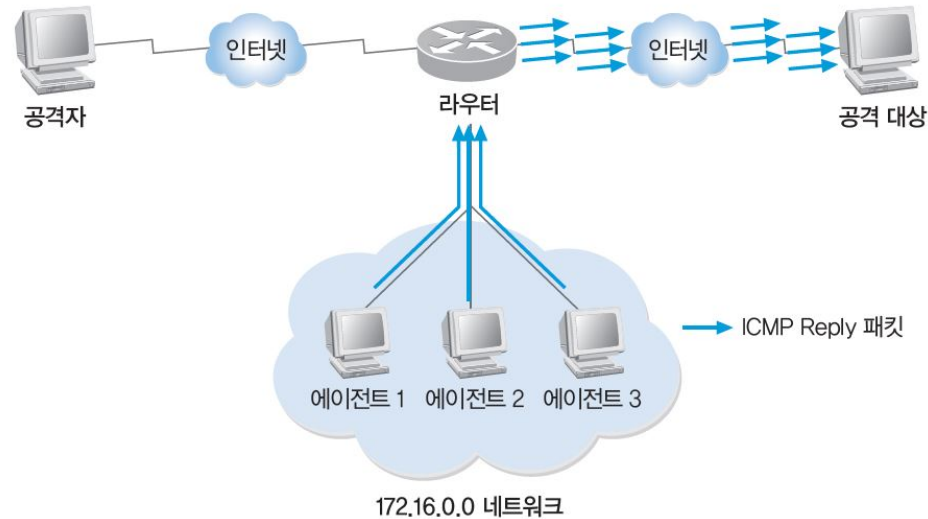 인터넷
인터넷
공격자
라우터
공격 대상
ICMP Reply 패킷
에이전트 1
에이전트 2
에이전트 3
172.16.0.0 네트워크